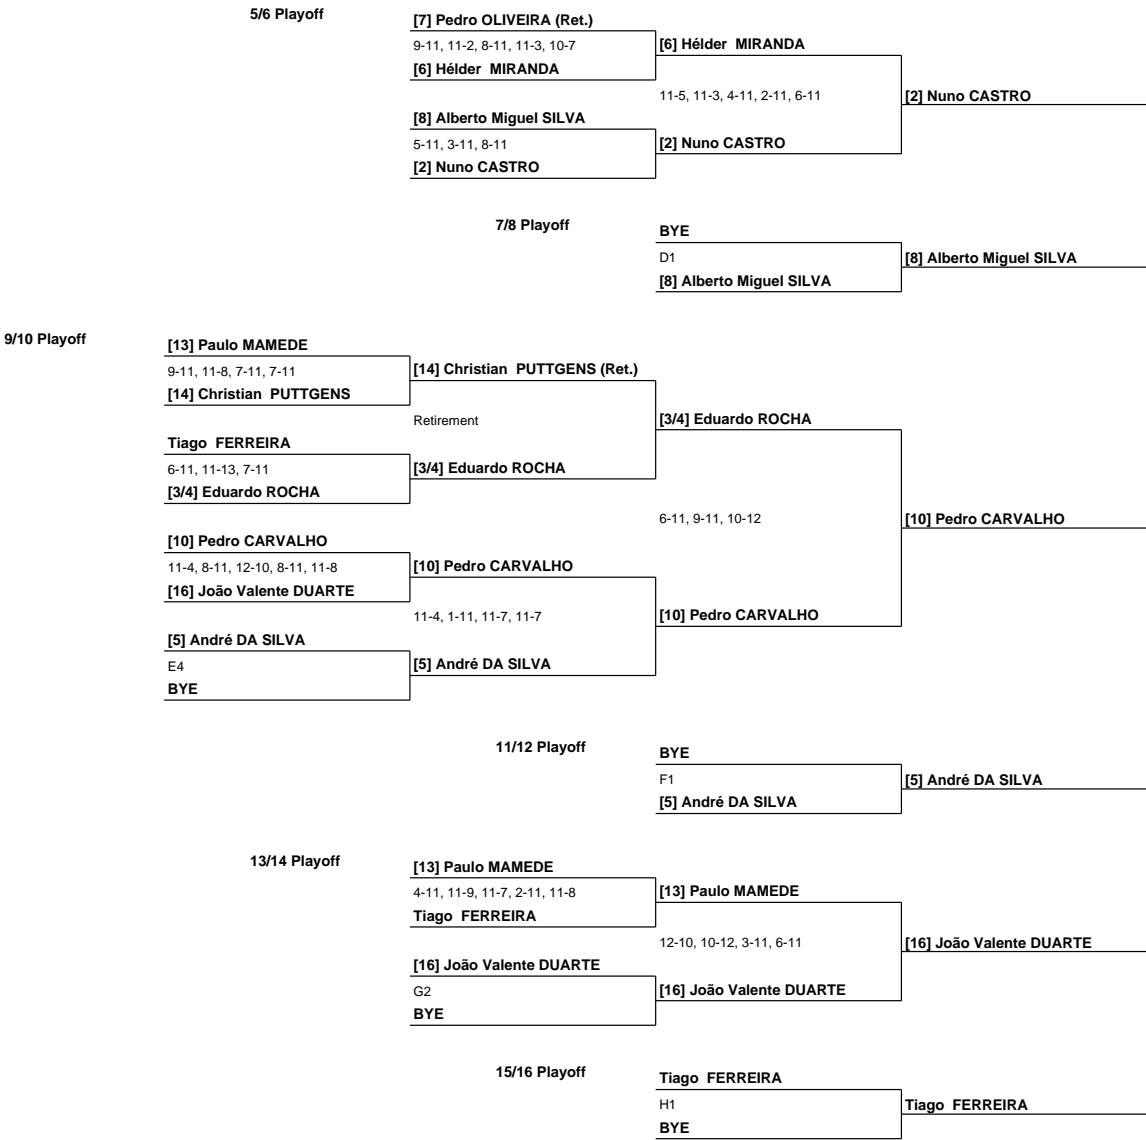 5/6 Playoff
[7] Pedro OLIVEIRA (Ret.)
9-11, 11-2, 8-11, 11-3, 10-7
[6] Hélder MIRANDA
[6] Hélder MIRANDA
11-5, 11-3, 4-11, 2-11, 6-11
[2] Nuno CASTRO
[8] Alberto Miguel SILVA
5-11, 3-11, 8-11
[2] Nuno CASTRO
[2] Nuno CASTRO
7/8 Playoff
BYE
D1
[8] Alberto Miguel SILVA
[8] Alberto Miguel SILVA
9/10 Playoff
[13] Paulo MAMEDE
9-11, 11-8, 7-11, 7-11
[14] Christian PUTTGENS
[14] Christian PUTTGENS (Ret.)
Retirement
[3/4] Eduardo ROCHA
Tiago FERREIRA
6-11, 11-13, 7-11
[3/4] Eduardo ROCHA
[3/4] Eduardo ROCHA
6-11, 9-11, 10-12
[10] Pedro CARVALHO
[10] Pedro CARVALHO
11-4, 8-11, 12-10, 8-11, 11-8
[16] João Valente DUARTE
[10] Pedro CARVALHO
11-4, 1-11, 11-7, 11-7
[10] Pedro CARVALHO
[5] André DA SILVA
E4
BYE
[5] André DA SILVA
11/12 Playoff
BYE
F1
[5] André DA SILVA
[5] André DA SILVA
13/14 Playoff
[13] Paulo MAMEDE
4-11, 11-9, 11-7, 2-11, 11-8
Tiago FERREIRA
[13] Paulo MAMEDE
12-10, 10-12, 3-11, 6-11
[16] João Valente DUARTE
[16] João Valente DUARTE
G2
BYE
[16] João Valente DUARTE
15/16 Playoff
Tiago FERREIRA
H1
BYE
Tiago FERREIRA